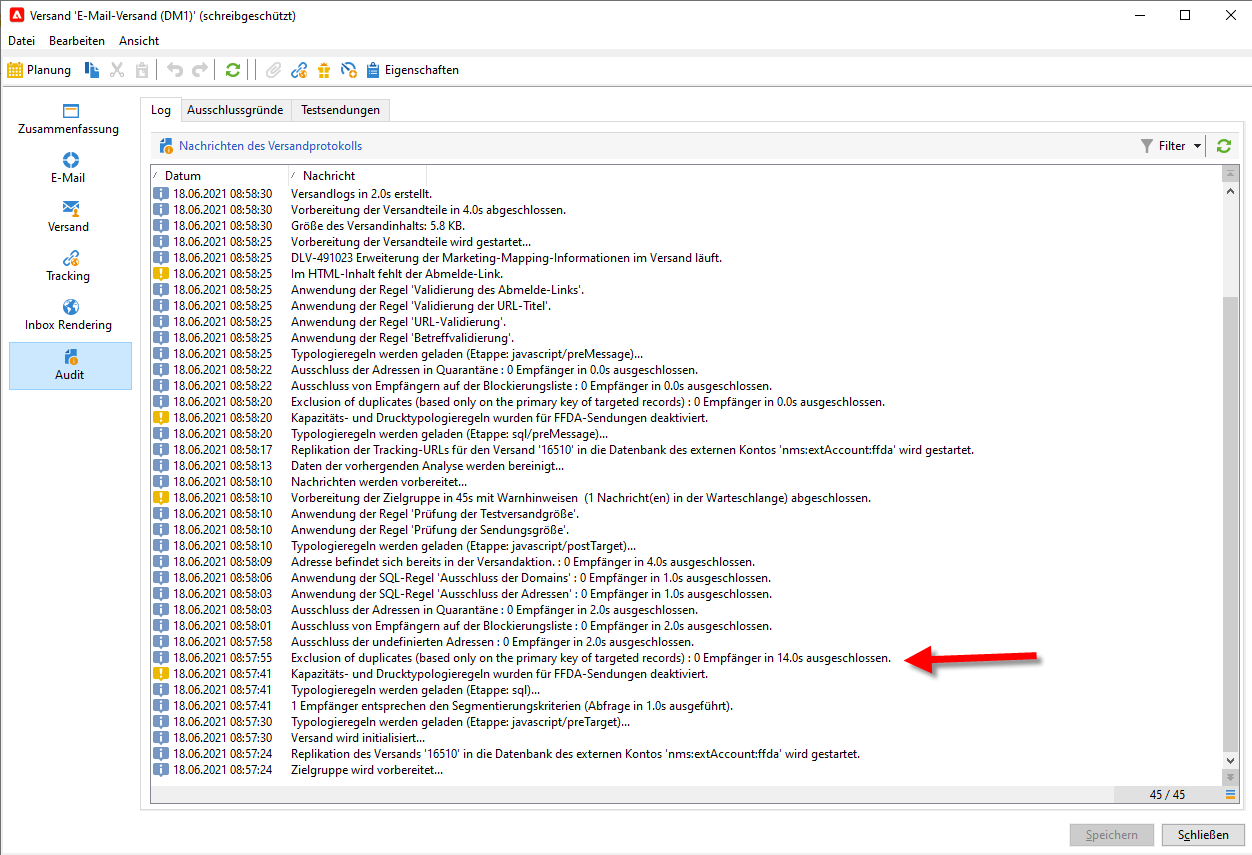 Versand 'E-Mail-Versand (DM1)' (schreibgeschützt)
Datei Bearbeiten Ansicht
Planung Eigenschaften
Zusammenfassung
E-Mail
Versand
Tracking
Inbox Rendering
Audit
Log Ausschlussgründe Testsendungen
Nachrichten des Versandprotokolls Filter
Datum Nachricht
18.06.2021 08:58:30 Versandlogs in 2.0s erstellt.
18.06.2021 08:58:30 Vorbereitung der Versandteile in 4.0s abgeschlossen.
18.06.2021 08:58:30 Größe des Versandinhalts: 5.8 KB.
18.06.2021 08:58:25 Vorbereitung der Versandteile wird gestartet...
18.06.2021 08:58:25 DLV-491023 Erweiterung der Marketing-Mapping-Informationen im Versand läuft.
18.06.2021 08:58:25 Im HTML-Inhalt fehlt der Abmelde-Link.
18.06.2021 08:58:25 Anwendung der Regel 'Validierung des Abmelde-Links'.
18.06.2021 08:58:25 Anwendung der Regel 'Validierung der URL-Titel'.
18.06.2021 08:58:25 Anwendung der Regel 'URL-Validierung'.
18.06.2021 08:58:25 Anwendung der Regel 'Betreffvalidierung'.
18.06.2021 08:58:25 Typologieregeln werden geladen (Etappe: javascript/preMessage)...
18.06.2021 08:58:22 Ausschluss der Adressen in Quarantäne : 0 Empfänger in 0.0s ausgeschlossen.
18.06.2021 08:58:22 Ausschluss von Empfängern auf der Blockierungsliste : 0 Empfänger in 0.0s ausgeschlossen.
18.06.2021 08:58:20 Exclusion of duplicates (based only on the primary key of targeted records) : 0 Empfänger in 0.0s ausgeschlossen.
18.06.2021 08:58:20 Kapazitäts- und Drucktypologieregeln wurden für FFDA-Sendungen deaktiviert.
18.06.2021 08:58:20 Typologieregeln werden geladen (Etappe: sql/preMessage)...
18.06.2021 08:58:17 Replikation der Tracking-URLs für den Versand '16510' in die Datenbank des externen Kontos 'nms:extAccount:ffda' wird gestartet.
18.06.2021 08:58:13 Daten der vorhergenden Analyse werden bereinigt...
18.06.2021 08:58:10 Nachrichten werden vorbereitet...
18.06.2021 08:58:10 Vorbereitung der Zielgruppe in 45s mit Warnhinweisen (1 Nachricht(en) in der Warteschlange) abgeschlossen.
18.06.2021 08:58:10 Anwendung der Regel 'Prüfung der Testversandgröße'.
18.06.2021 08:58:10 Anwendung der Regel 'Prüfung der Sendungsgröße'.
18.06.2021 08:58:10 Typologieregeln werden geladen (Etappe: javascript/postTarget)...
18.06.2021 08:58:09 Adresse befindet sich bereits in der Versandaktion. : 0 Empfänger in 4.0s ausgeschlossen.
18.06.2021 08:58:06 Anwendung der SQL-Regel 'Ausschluss der Domains' : 0 Empfänger in 1.0s ausgeschlossen.
18.06.2021 08:58:03 Anwendung der SQL-Regel 'Ausschluss der Adressen' : 0 Empfänger in 1.0s ausgeschlossen.
18.06.2021 08:58:03 Ausschluss der Adressen in Quarantäne : 0 Empfänger in 2.0s ausgeschlossen.
18.06.2021 08:58:01 Ausschluss von Empfängern auf der Blockierungsliste : 0 Empfänger in 2.0s ausgeschlossen.
18.06.2021 08:57:58 Ausschluss der undefinierten Adressen : 0 Empfänger in 2.0s ausgeschlossen.
18.06.2021 08:57:55 Exclusion of duplicates (based only on the primary key of targeted records) : 0 Empfänger in 14.0s ausgeschlossen.
18.06.2021 08:57:41 Kapazitäts- und Drucktypologieregeln wurden für FFDA-Sendungen deaktiviert.
18.06.2021 08:57:41 Typologieregeln werden geladen (Etappe: sql)...
18.06.2021 08:57:41 1 Empfänger entsprechen den Segmentierungskriterien (Abfrage in 1.0s ausgeführt).
18.06.2021 08:57:30 Typologieregeln werden geladen (Etappe: javascript/preTarget)...
18.06.2021 08:57:30 Versand wird initialisiert...
18.06.2021 08:57:24 Replikation des Versands '16510' in die Datenbank des externen Kontos 'nms:extAccount:ffda' wird gestartet.
18.06.2021 08:57:24 Zielgruppe wird vorbereitet...
45 / 45
Speichern Schließen